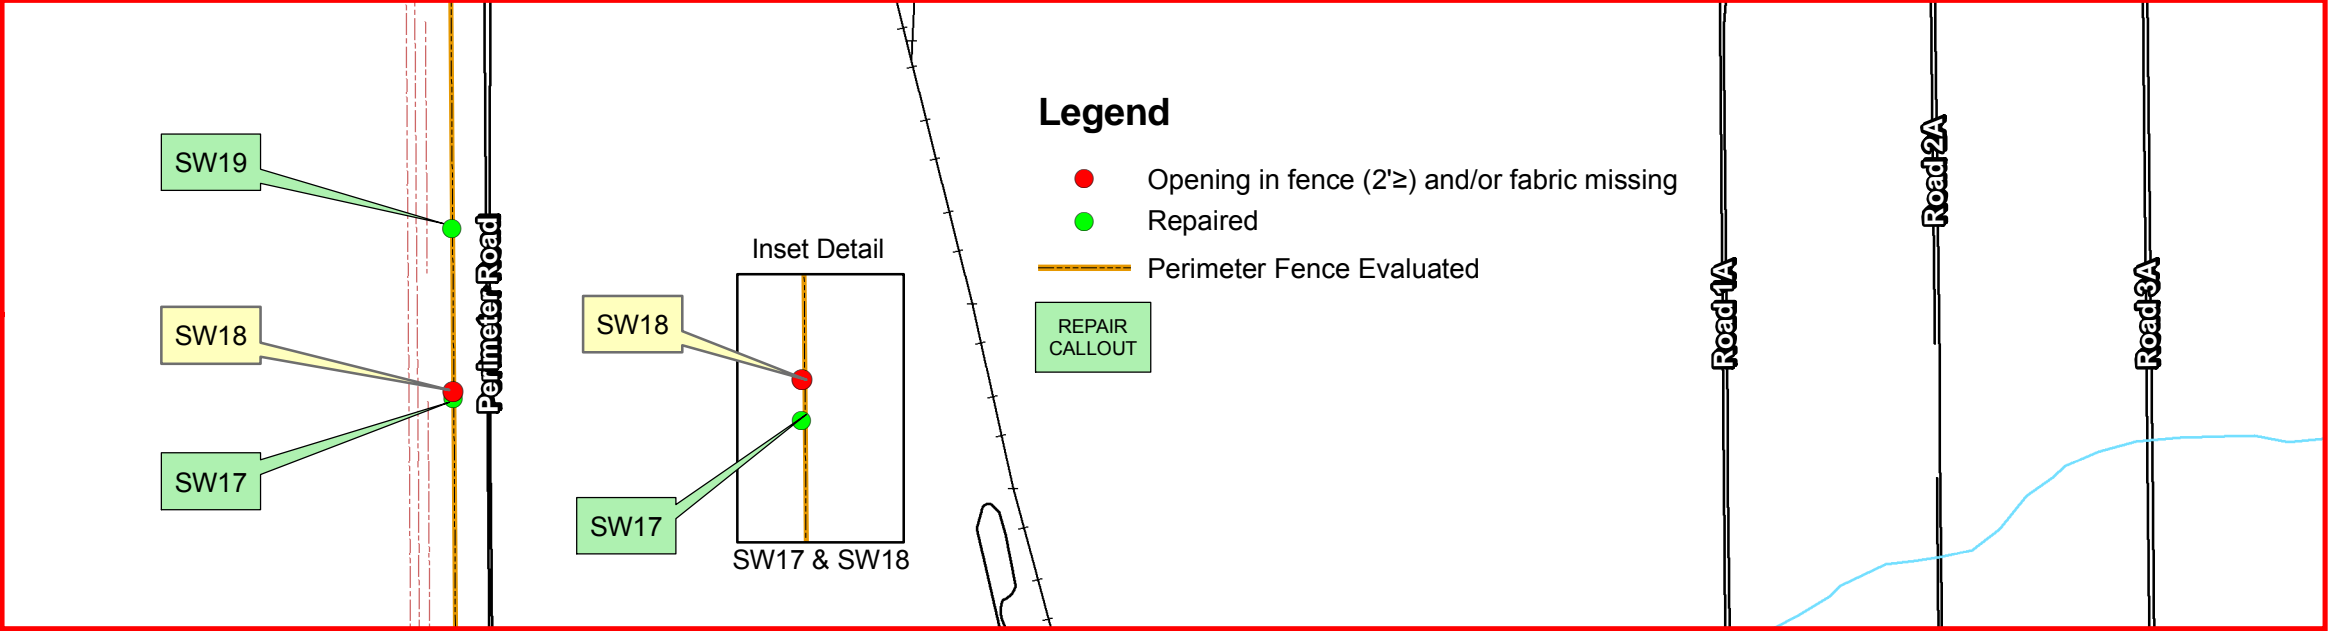 SW19
SW18
SW17
Perimeter Road
Inset Detail
SW18
SW17
SW17 & SW18
Legend
Opening in fence (2'≥) and/or fabric missing
Repaired
Perimeter Fence Evaluated
REPAIR
CALLOUT
Road 1A
Road 2A
Road 3A